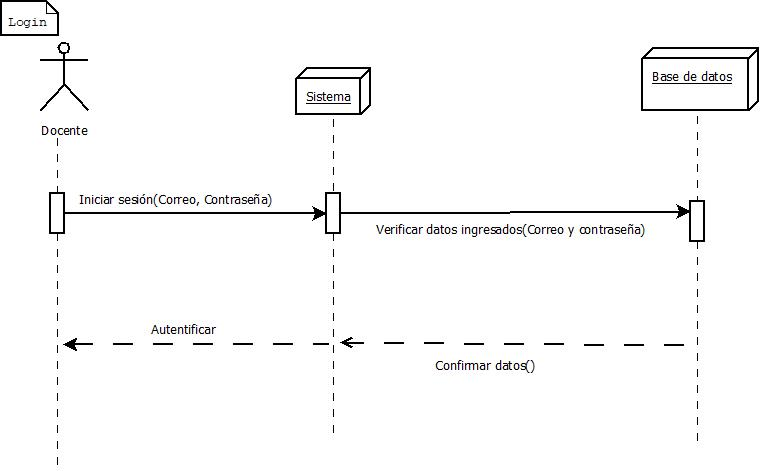 Login
Docente
Sistema
Base de datos
Iniciar sesión(Correo, Contraseña)
Verificar datos ingresados(Correo y contraseña)
Autentificar
Confirmar datos()